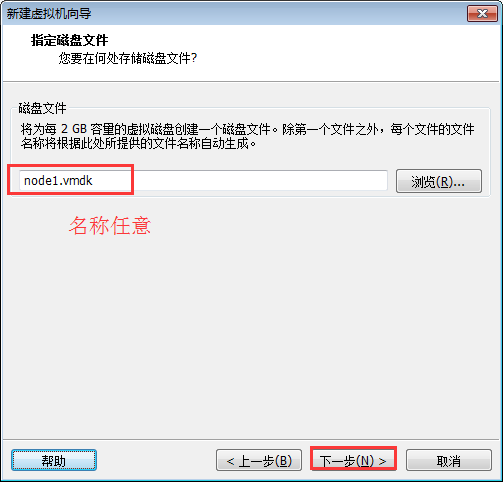 新建虚拟机向导
指定磁盘文件
您要在何处存储磁盘文件?
磁盘文件
将为每 2 GB 容量的虚拟磁盘创建一个磁盘文件。除第一个文件之外，每个文件的文件
名称将根据此处所提供的文件名称自动生成。
node1.vmdk
浏览(R)...
名称任意
帮助
< 上一步(B)
下一步(N) >
取消